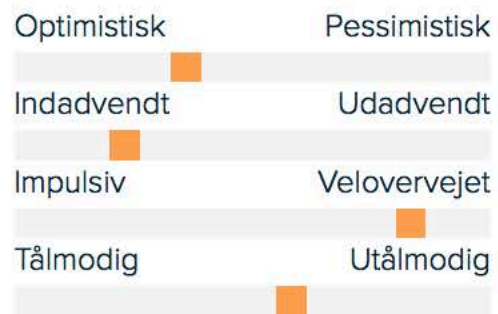 Optimistisk Pessimistisk
Indadvendt Udadvendt
Impulsiv Velovervejet
Tålmodig Utålmodig